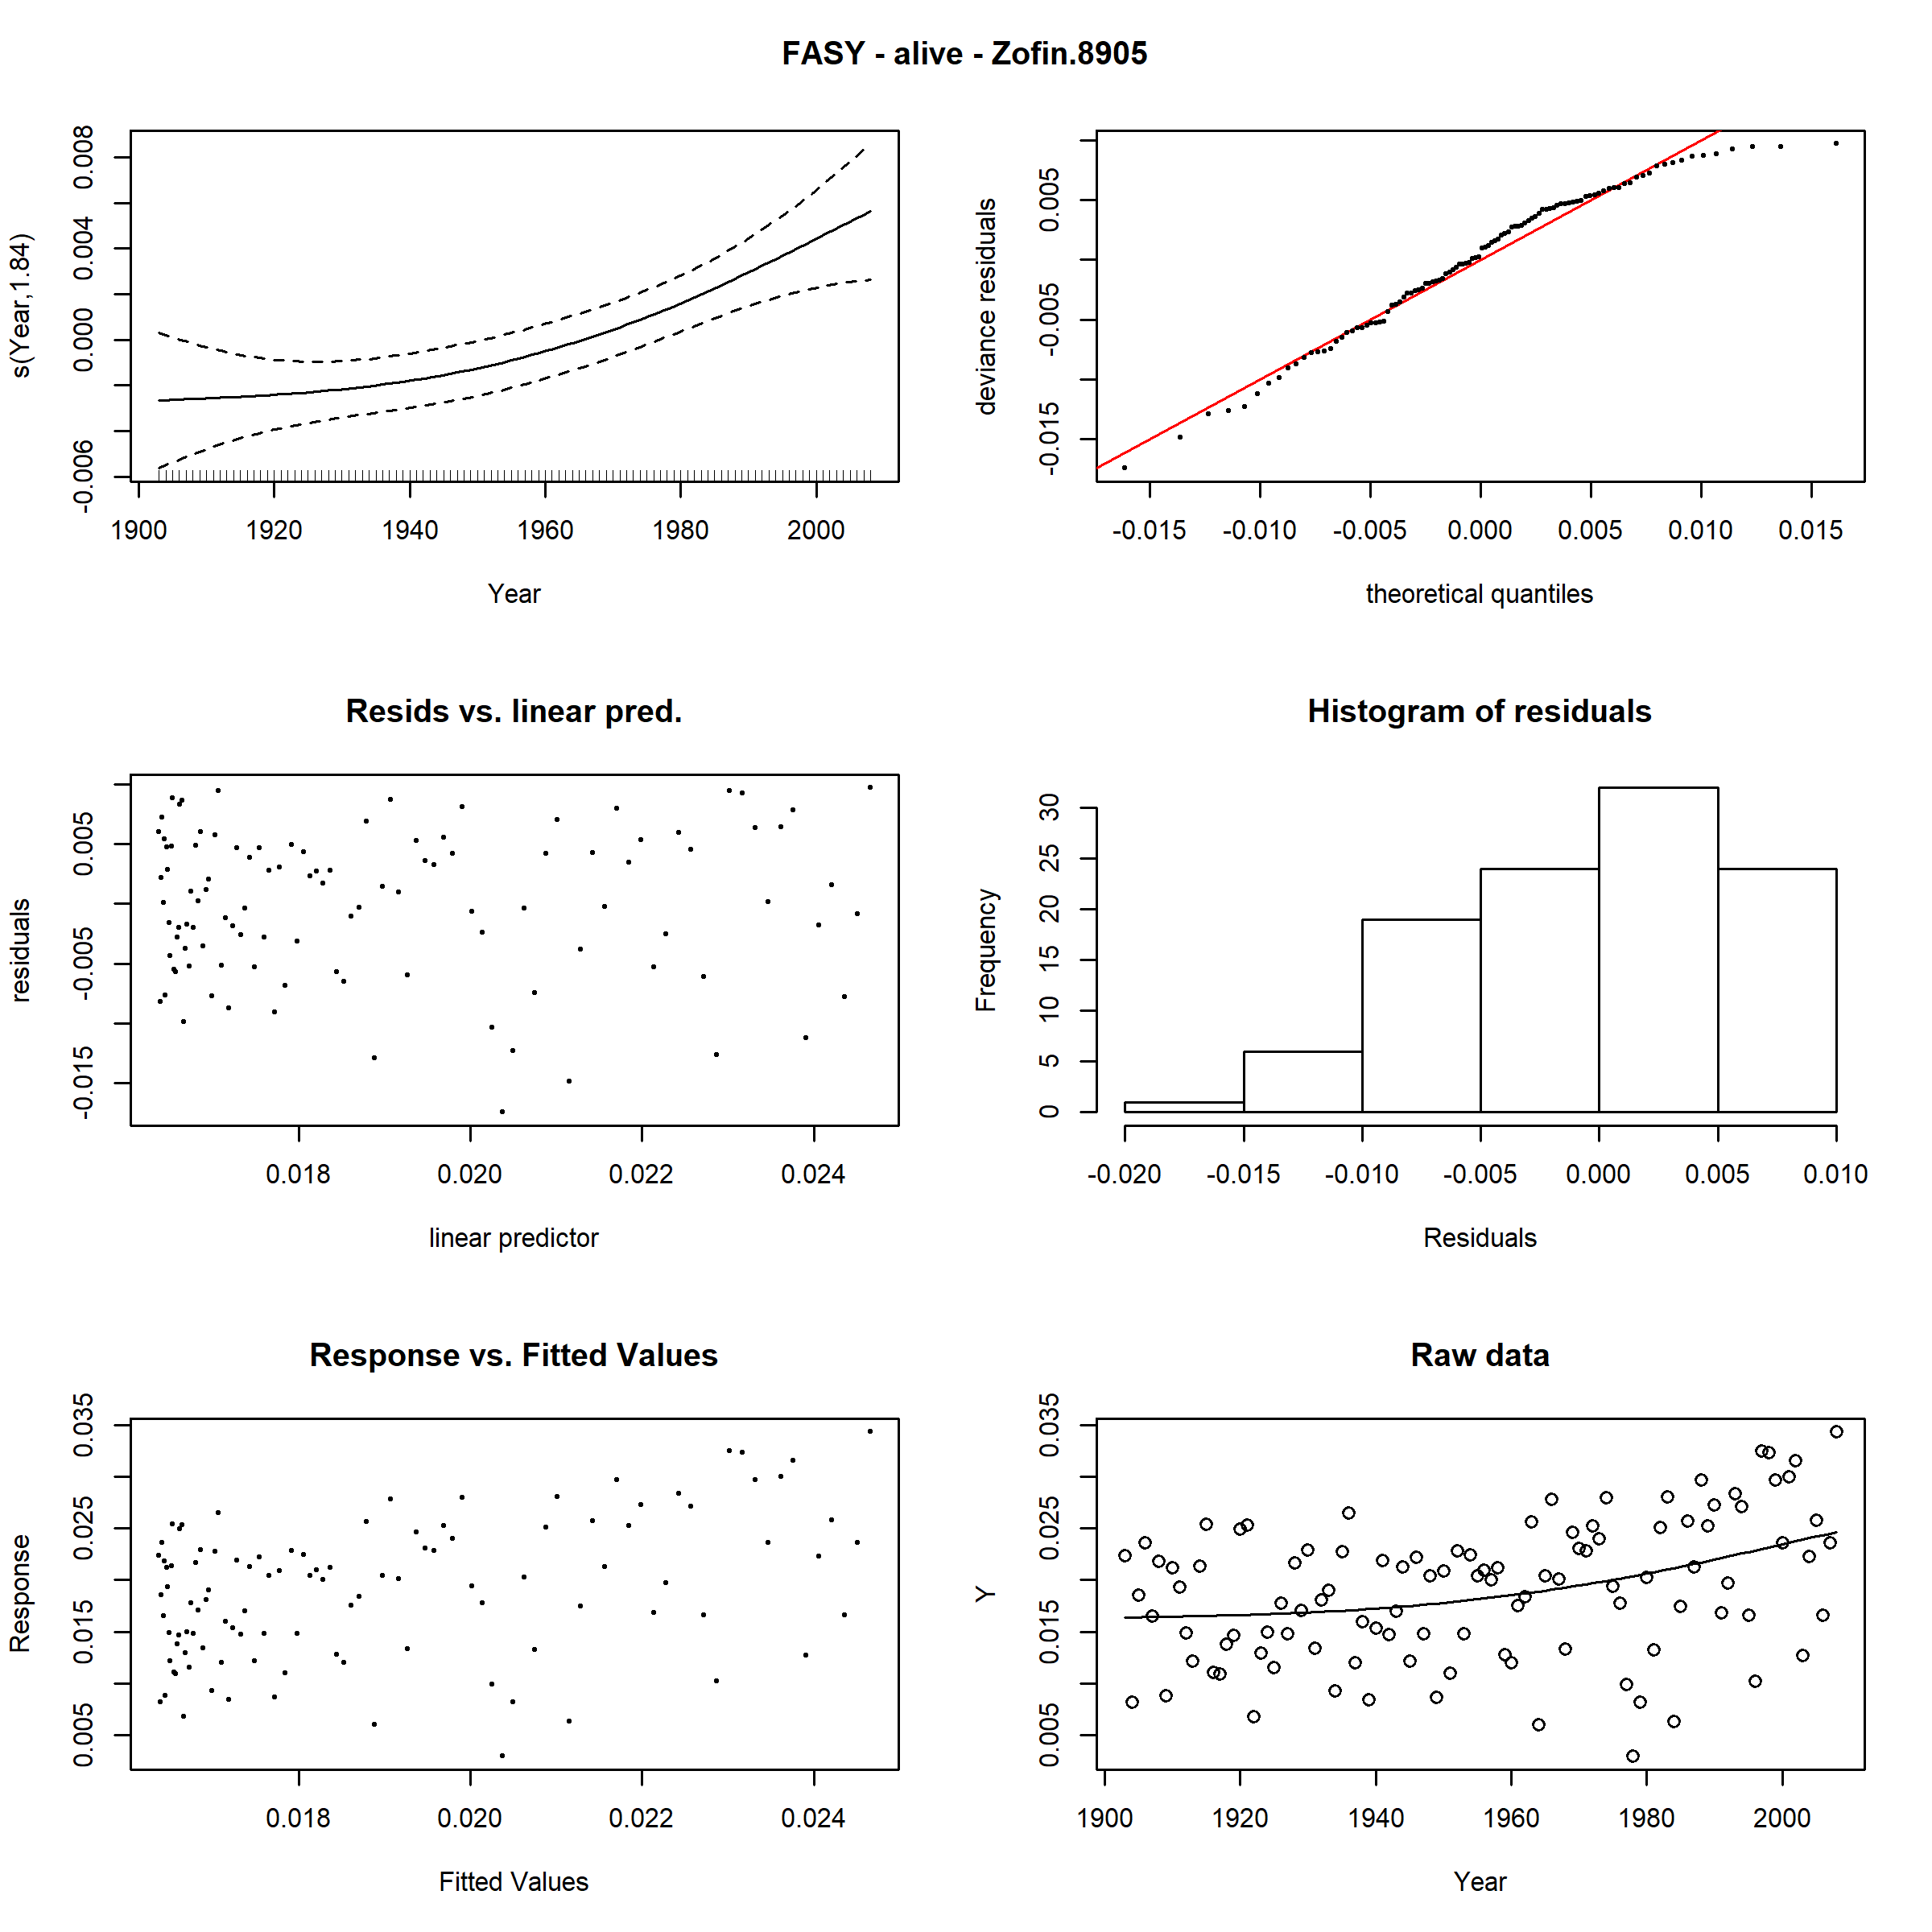 FASY - alive - Zofin.8905
s(Year,1.84)
0.008
0.004
0.000
-0.006
1900 1920 1940 1960 1980 2000
Year
deviance residuals
0.005
-0.005
-0.015
-0.015 -0.010 -0.005 0.000 0.005 0.010 0.015
theoretical quantiles
Resids vs. linear pred.
residuals
0.005
-0.005
-0.015
0.018 0.020 0.022 0.024
linear predictor
Histogram of residuals
Frequency
30
25
20
15
10
5
0
-0.020 -0.015 -0.010 -0.005 0.000 0.005 0.010
Residuals
Response vs. Fitted Values
Response
0.035
0.025
0.015
0.005
0.018 0.020 0.022 0.024
Fitted Values
Raw data
Y
0.035
0.025
0.015
0.005
1900 1920 1940 1960 1980 2000
Year